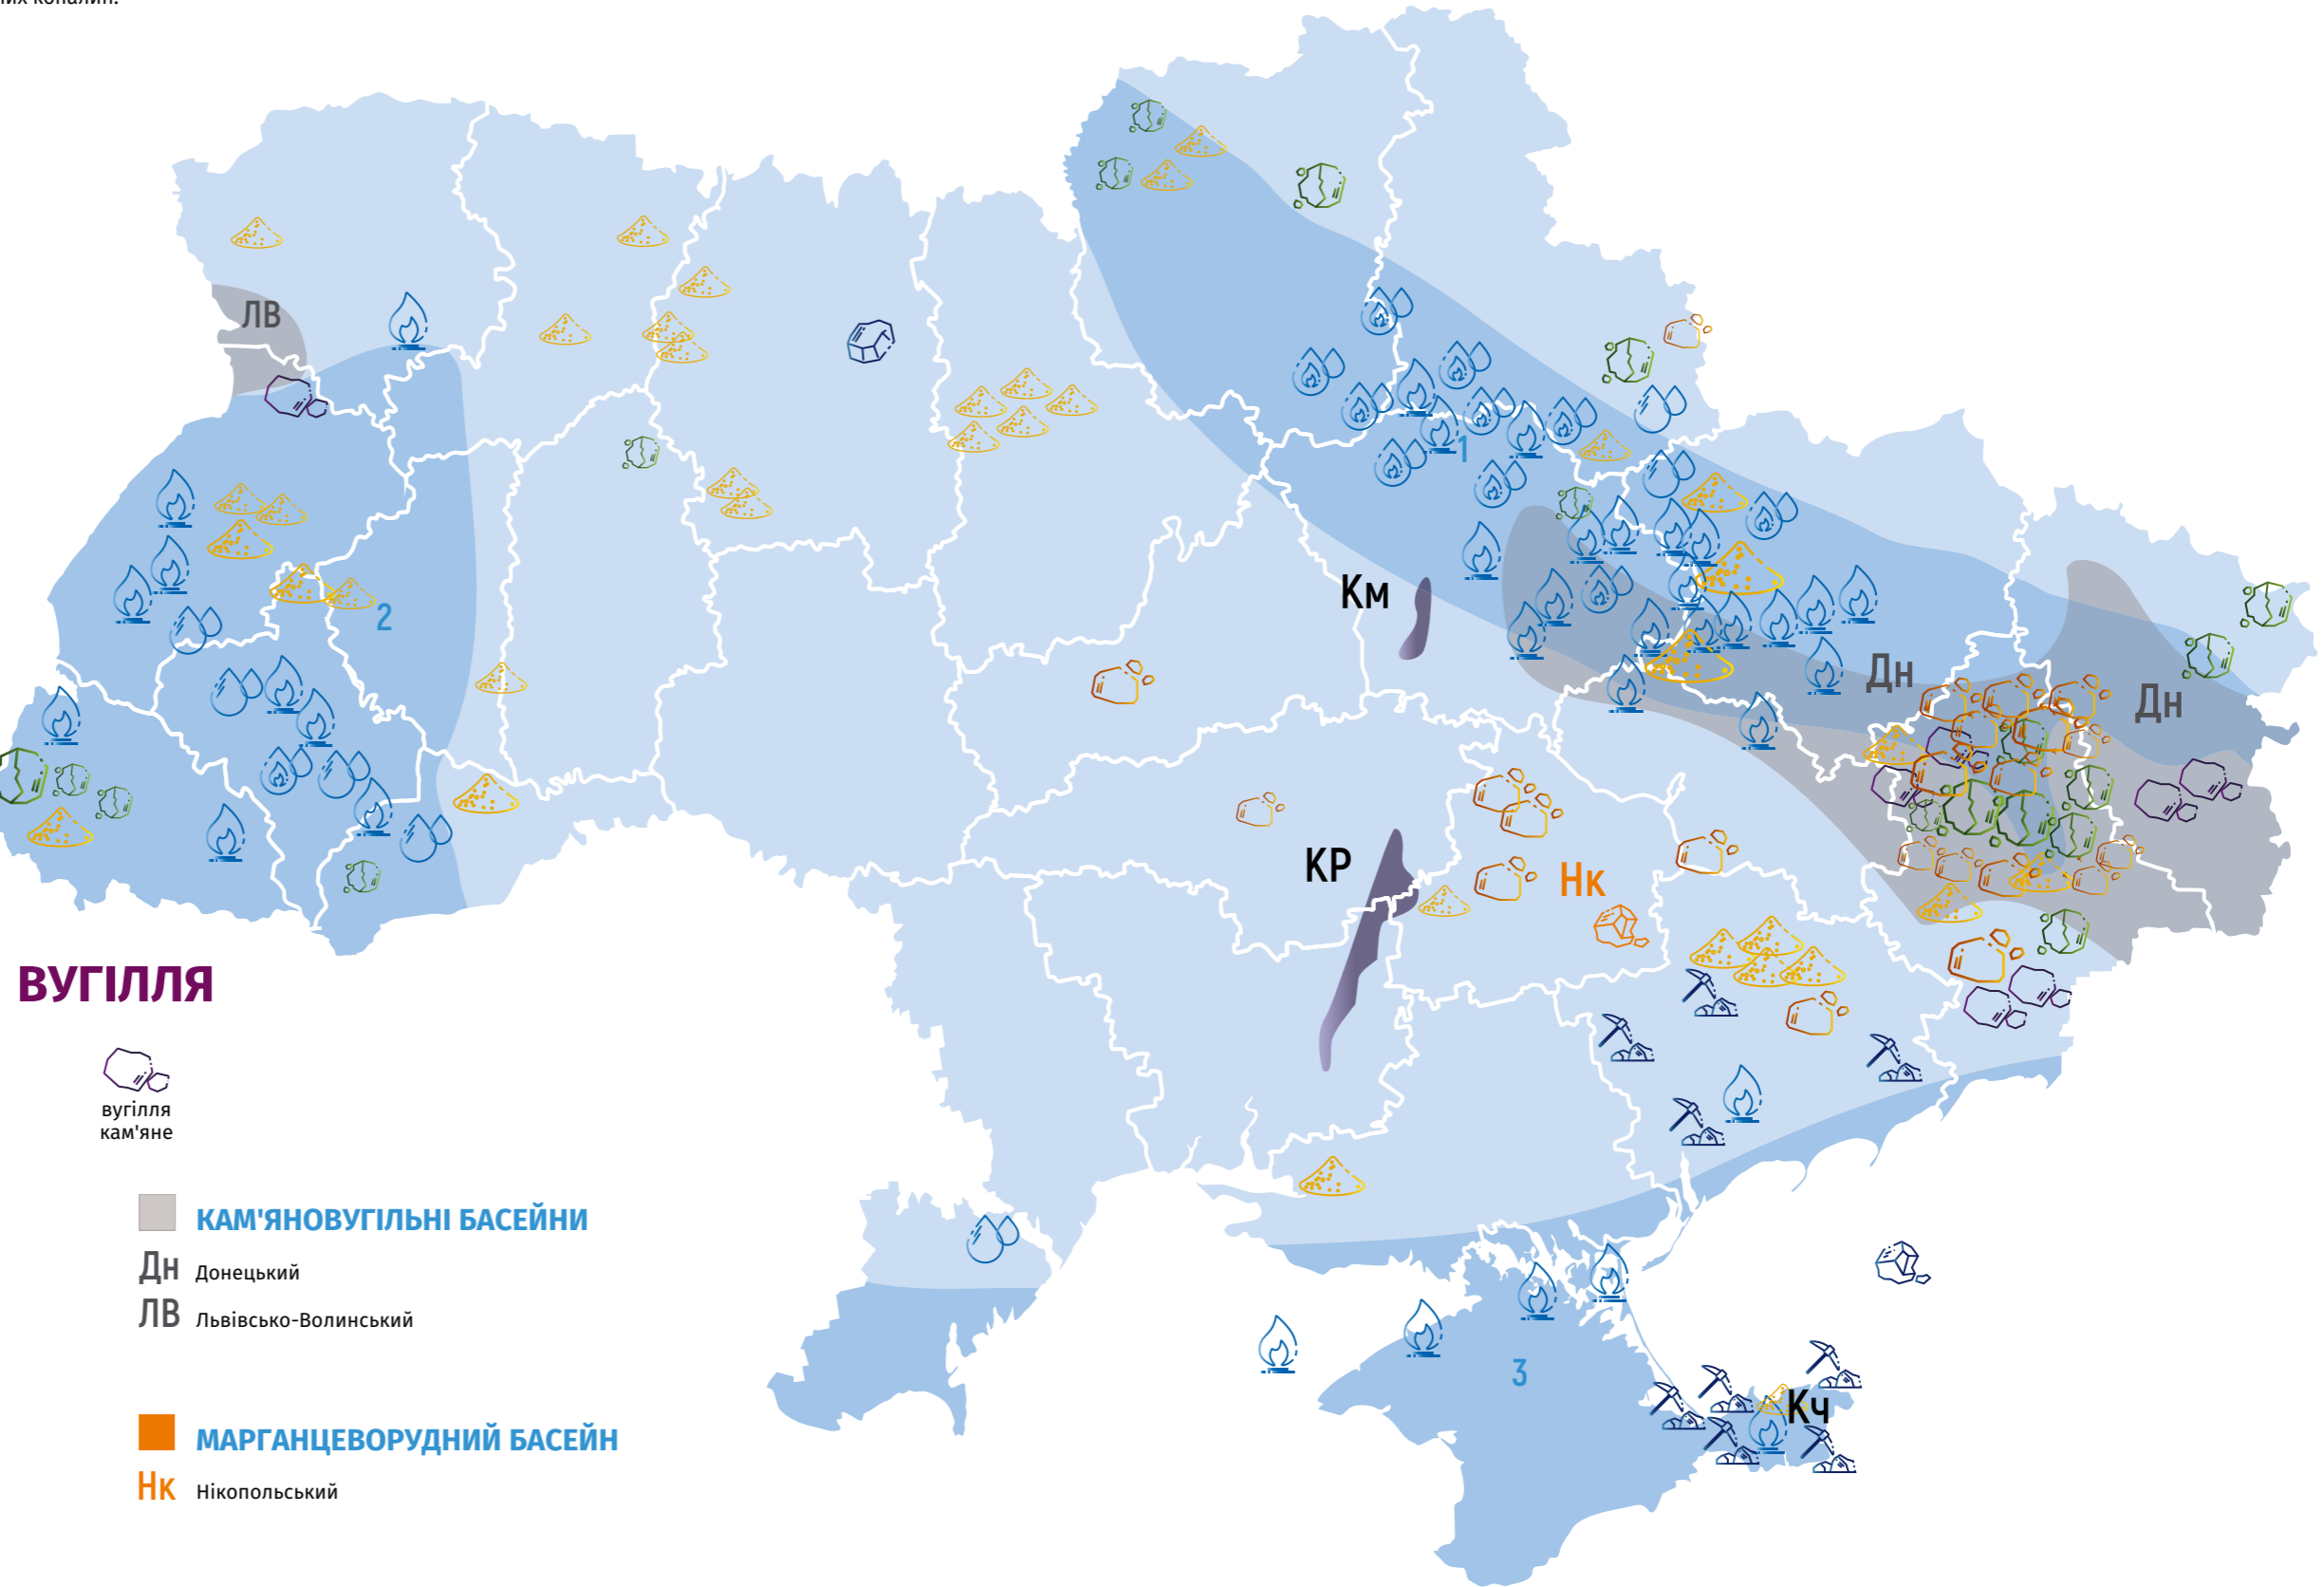 ЛВ
1
Км
2
Дн
Дн
КР
Нк
ВУГІЛЛЯ
вугілля
кам'яне
КАМ'ЯНОВУГІЛЬНІ БАСЕЙНИ
Дн Донецький
ЛВ Львівсько-Волинський
3
Кч
МАРГАНЦЕВОРУДНИЙ БАСЕЙН
Нк Нікопольський